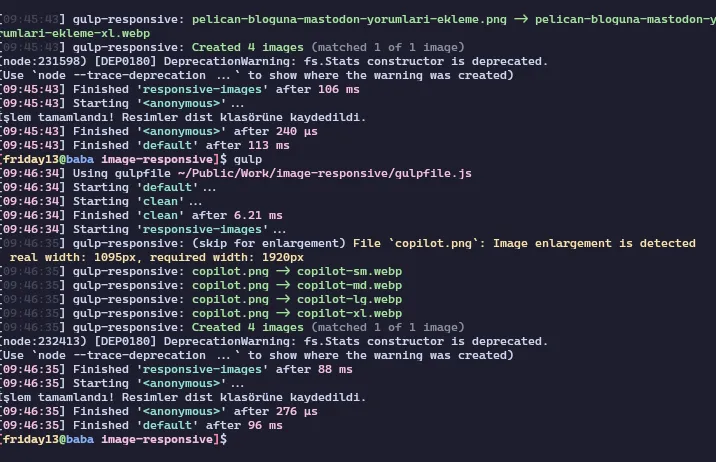 [09:45:43] gulp-responsive: pelican-bloguna-mastodon-yorumlari-ekleme.png -> pelican-bloguna-mastodon-y
rumlari-ekleme-xl.webp
[09:45:43] gulp-responsive: Created 4 images (matched 1 of 1 image)
(node:231598) [DEP0180] DeprecationWarning: fs.Stats constructor is deprecated.
(Use `node --trace-deprecation ...` to show where the warning was created)
[09:45:43] Finished 'responsive-images' after 106 ms
[09:45:43] Starting '<anonymous>'...
İşlem tamamlandı! Resimler dist klasörüne kaydedildi.
[09:45:43] Finished '<anonymous>' after 240 μs
[09:45:43] Finished 'default' after 113 ms
[friday13@baba image-responsive]$ gulp
[09:46:34] Using gulpfile ~/Public/Work/image-responsive/gulpfile.js
[09:46:34] Starting 'default'...
[09:46:34] Starting 'clean'...
[09:46:34] Finished 'clean' after 6.21 ms
[09:46:34] Starting 'responsive-images'...
[09:46:35] gulp-responsive: (skip for enlargement) File `copilot.png`: Image enlargement is detected
real width: 1095px, required width: 1920px
[09:46:35] gulp-responsive: copilot.png -> copilot-sm.webp
[09:46:35] gulp-responsive: copilot.png -> copilot-md.webp
[09:46:35] gulp-responsive: copilot.png -> copilot-lg.webp
[09:46:35] gulp-responsive: copilot.png -> copilot-xl.webp
[09:46:35] gulp-responsive: Created 4 images (matched 1 of 1 image)
(node:232413) [DEP0180] DeprecationWarning: fs.Stats constructor is deprecated.
(Use `node --trace-deprecation ...` to show where the warning was created)
[09:46:35] Finished 'responsive-images' after 88 ms
[09:46:35] Starting '<anonymous>'...
İşlem tamamlandı! Resimler dist klasörüne kaydedildi.
[09:46:35] Finished '<anonymous>' after 276 μs
[09:46:35] Finished 'default' after 96 ms
[friday13@baba image-responsive]$